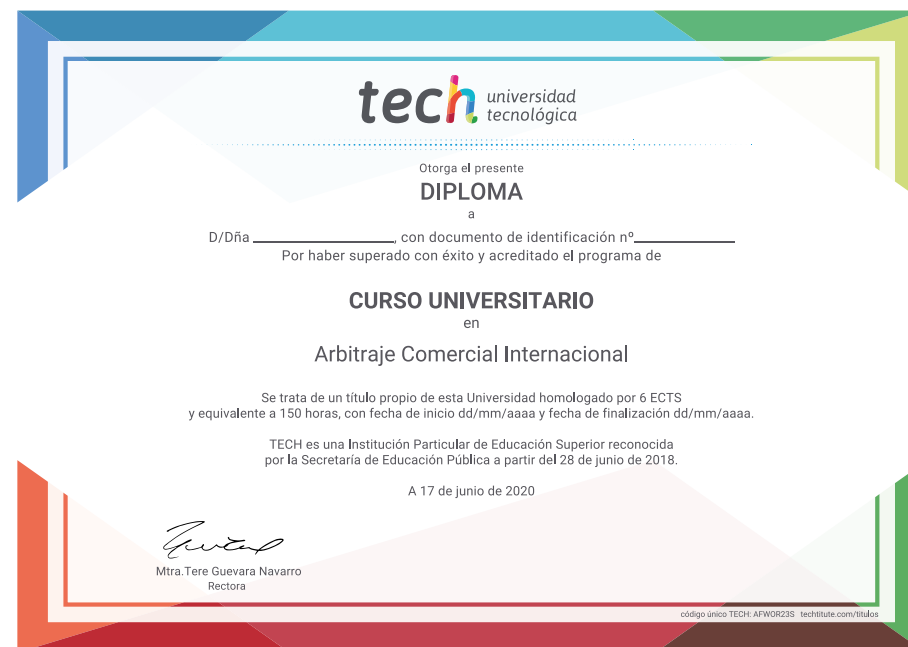 tech universidad
tecnológica
Otorga el presente
DIPLOMA
a
D/Dña ____________, con documento de identificación nº____________
Por haber superado con éxito y acreditado el programa de
CURSO UNIVERSITARIO
en
Arbitraje Comercial Internacional
Se trata de un título propio de esta Universidad homologado por 6 ECTS
y equivalente a 150 horas, con fecha de inicio dd/mm/aaaa y fecha de finalización dd/mm/aaaa.
TECH es una Institución Particular de Educación Superior reconocida
por la Secretaría de Educación Pública a partir del 28 de junio de 2018.
A 17 de junio de 2020
Mtra.Tere Guevara Navarro
Rectora
código único TECH: AFWOR23S techtitute.com/titulos